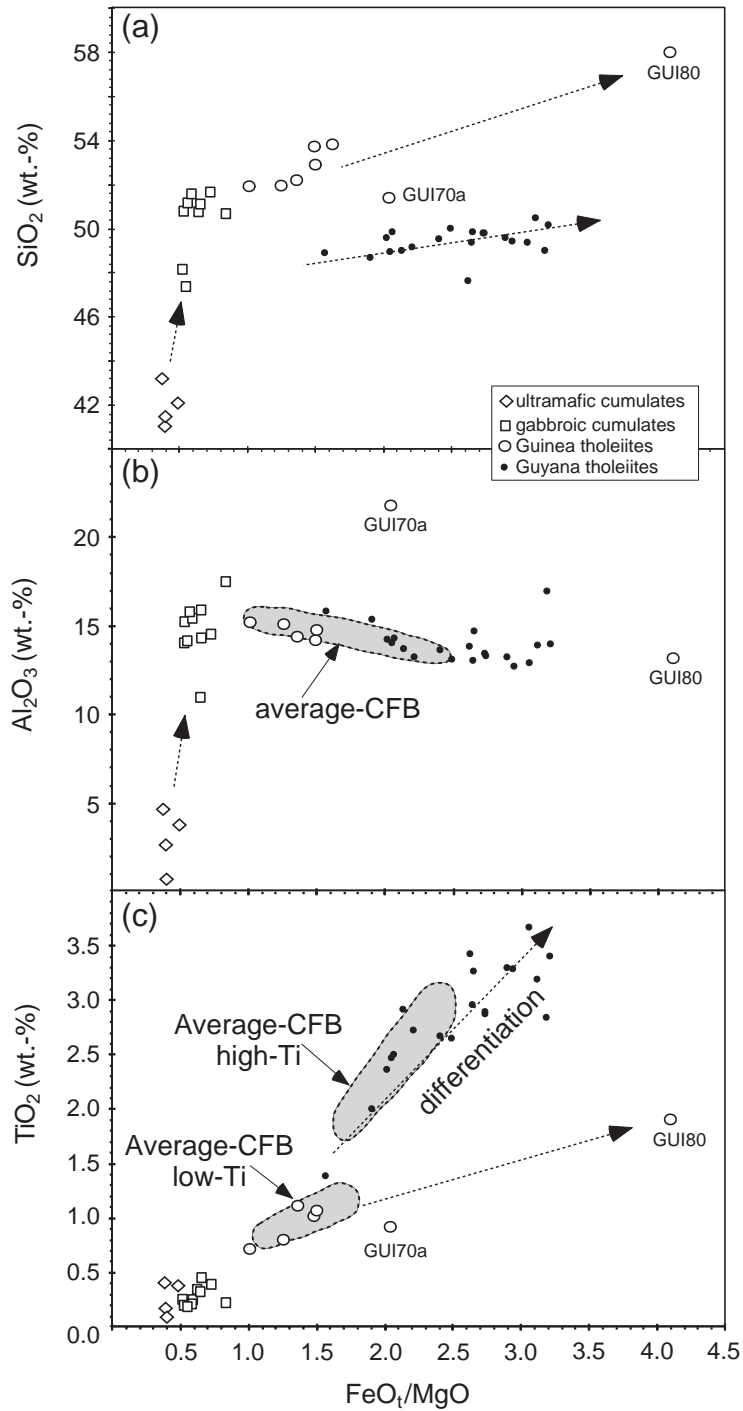 (a)
58
54
50
46
42
SiO₂ (wt.-%)
GUI80
GUI70a
ultramafic cumulates
gabbroic cumulates
Guinea tholeiites
Guyana tholeiites
(b)
20
15
10
5
Al₂O₃ (wt.-%)
GUI70a
average-CFB
GUI80
(c)
3.5
3.0
2.5
2.0
1.5
1.0
0.5
0.0
TiO₂ (wt.-%)
Average-CFB
high-Ti
differentiation
Average-CFB
low-Ti
GUI80
GUI70a
0.5 1.0 1.5 2.0 2.5 3.0 3.5 4.0 4.5
FeOₜ/MgO